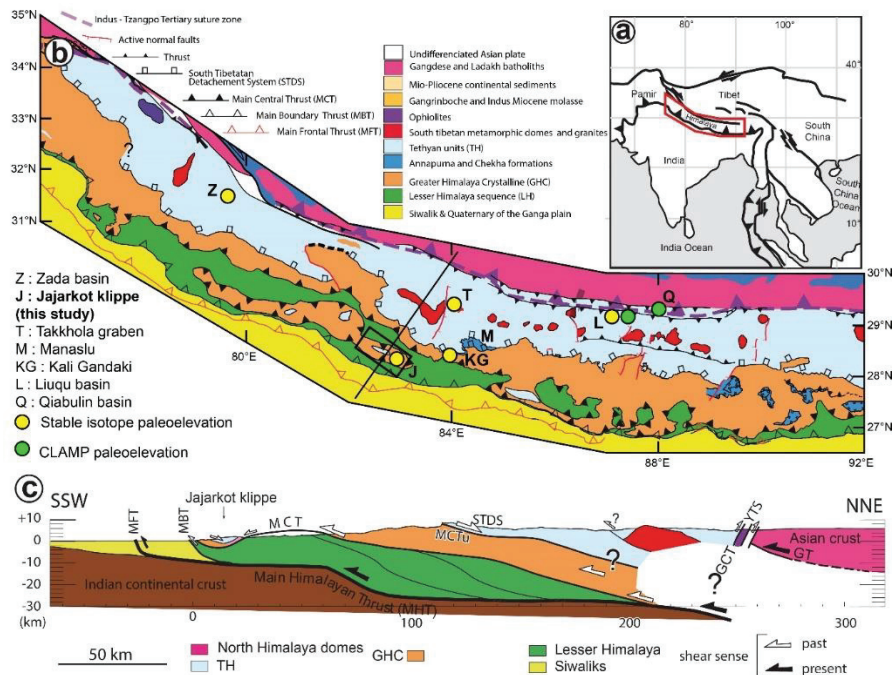 35°N
Indus - Tzangpo Tertiary suture zone
Active normal faults
b
34°N
Thrust
South Tibetatan
Detachement System (STDS)
Main Central Thrust (MCT)
33°N
Main Boundary Thrust (MBT)
Main Frontal Thrust (MFT)
32°N
31°N
?
Z
Undifferenciated Asian plate
Gangdese and Ladakh batholiths
Mio-Pliocene continental sediments
Gangrinboche and Indus Miocene molasse
Ophiolites
South tibetan metamorphic domes and granites
Tethyan units (TH)
Annapurna and Chekha formations
Greater Himalaya Crystalline (GHC)
Lesser Himalaya sequence (LH)
Siwalik & Quaternary of the Ganga plain
a
80°
100°
40°
Pamir
Tibet
Himalaya
South
China
India
South
China
Ocean
10°
India Ocean
Z : Zada basin
J : Jajarkot klippe
(this study)
T : Takkhola graben
M : Manaslu
KG : Kali Gandaki
L : Liuqu basin
Q : Qiabulin basin
Stable isotope paleoelevation
CLAMP paleoelevation
80°E
84°E
88°E
92°E
30°N
29°N
28°N
27°N
T
L
Q
M
KG
J
c
SSW
NNE
Jajarkot klippe
MFT
MBT
MCT
STDS
MCTu
?
?
?
GCT
YTS
Asian crust
GT
+10
0
-10
-20
-30
(km)
+10
0
-10
-20
-30
Indian continental crust
Main Himalayan Thrust (MHT)
0
100
200
300
50 km
North Himalaya domes
TH
GHC
Lesser Himalaya
Siwaliks
shear sense
past
present